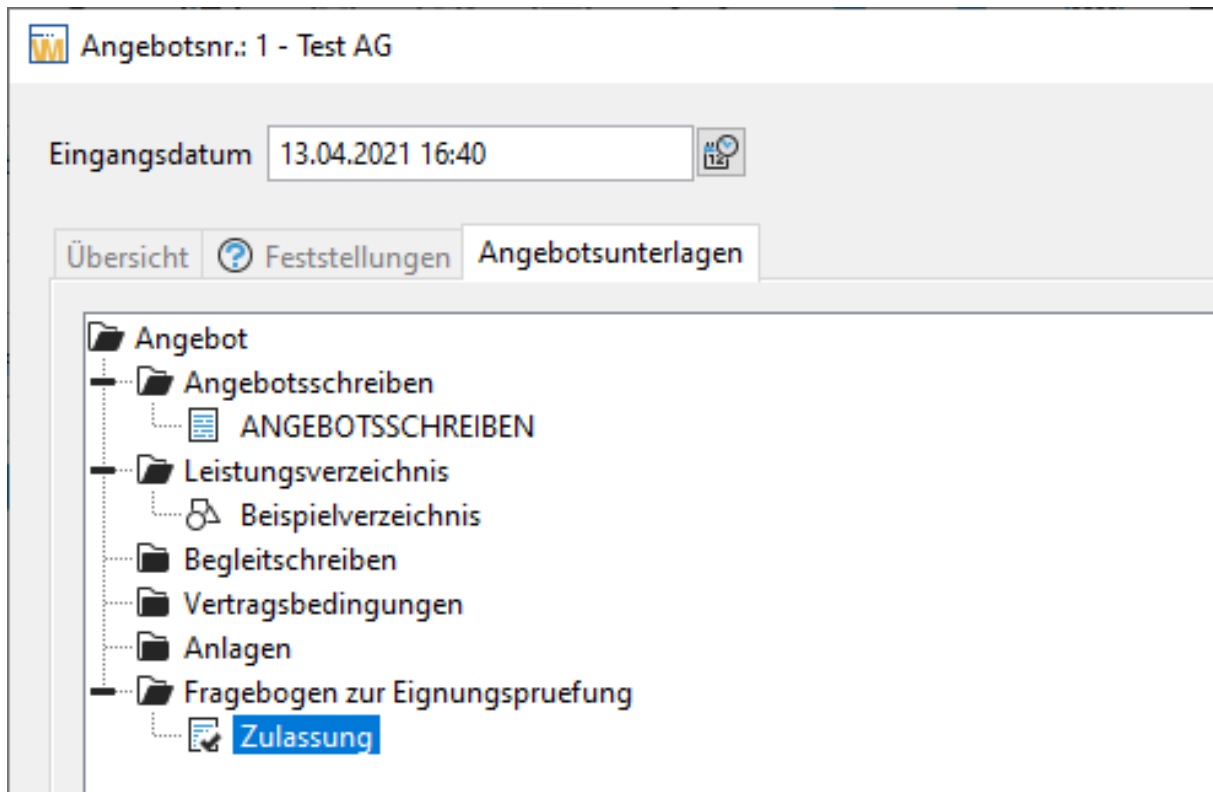 Angebotsnr.: 1 - Test AG
Eingangsdatum 13.04.2021 16:40
Übersicht Feststellungen Angebotsunterlagen
Angebot
Angebotsschreiben
ANGEBOTSSCHREIBEN
Leistungsverzeichnis
Beispielverzeichnis
Begleitschreiben
Vertragsbedingungen
Anlagen
Fragebogen zur Eignungspruefung
Zulassung